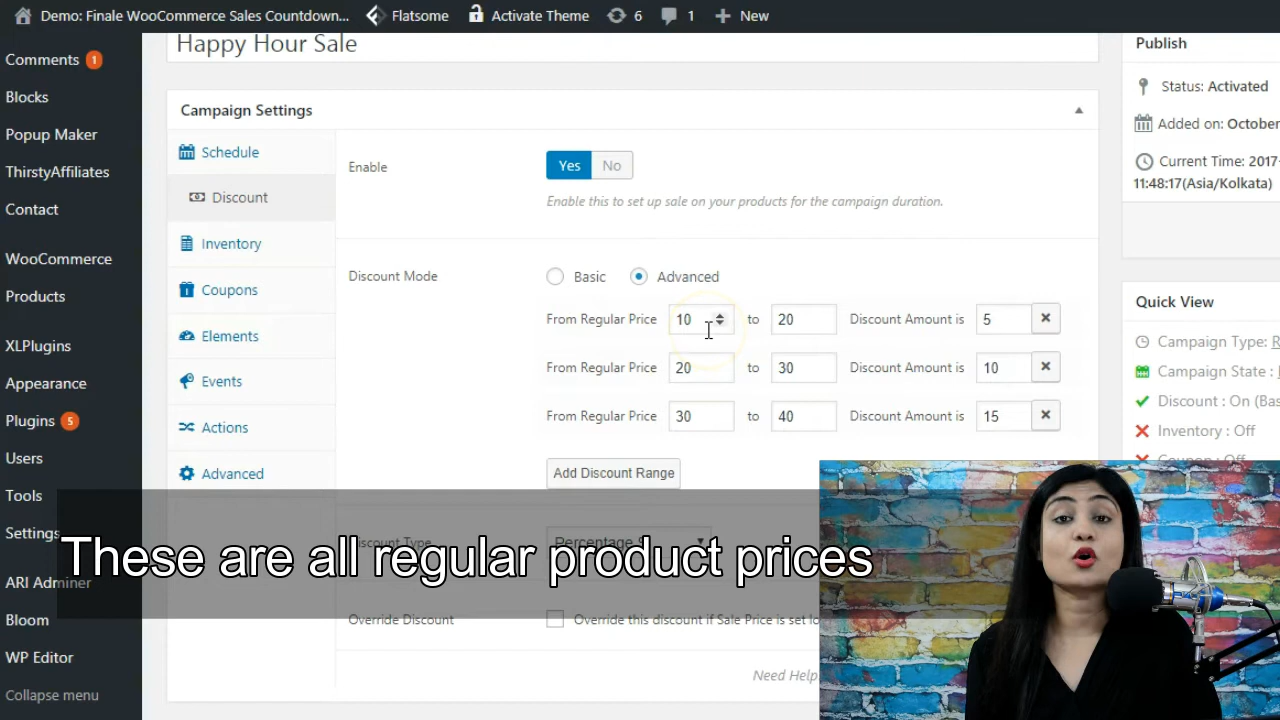 Demo: Finale WooCommerce Sales Countdown... Flatsome Activate Theme 6 1 New
Comments 1
Blocks
Popup Maker
ThirstyAffiliates
Contact
WooCommerce
Products
XLPlugins
Appearance
Plugins 5
Users
Tools
Settings
ARI Adminer
Bloom
WP Editor
Collapse menu
Happy Hour Sale
Campaign Settings
Schedule
Discount
Inventory
Coupons
Elements
Events
Actions
Advanced
Enable Yes No
Enable this to set up sale on your products for the campaign duration.
Discount Mode Basic Advanced
From Regular Price 10 to 20 Discount Amount is 5
From Regular Price 20 to 30 Discount Amount is 10
From Regular Price 30 to 40 Discount Amount is 15
Add Discount Range
Discount Type Percentage
These are all regular product prices
Override Discount Override this discount if Sale Price is set
Need Help
Publish
Status: Activated
Added on: October
Current Time: 2017-
11:48:17(Asia/Kolkata)
Quick View
Campaign Type:
Campaign State :
Discount : On (Bas
Inventory : Off
Coupon : Off